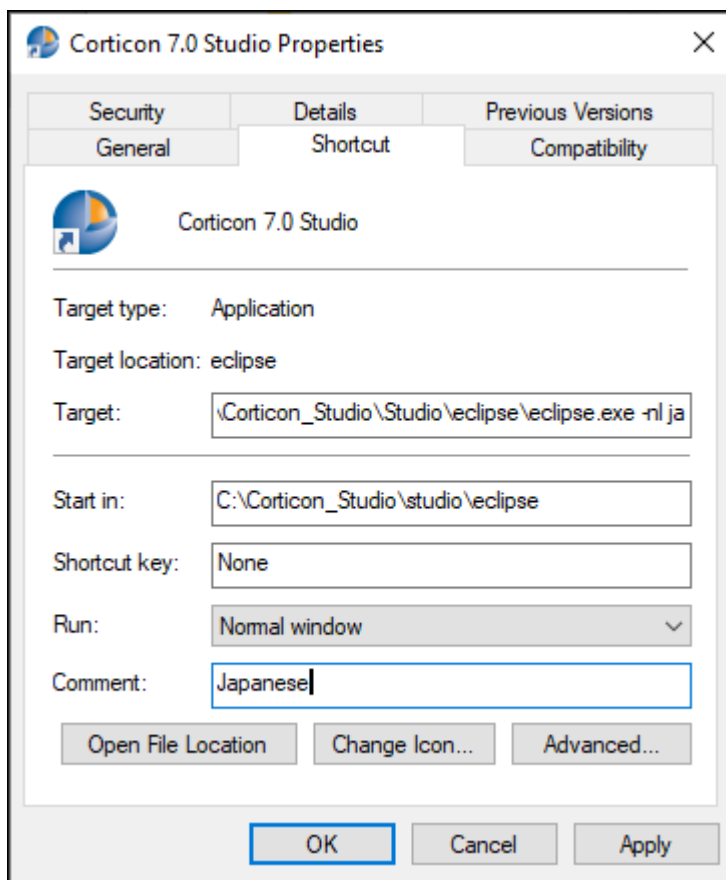 Corticon 7.0 Studio Properties
Security Details Previous Versions
General Shortcut Compatibility
Corticon 7.0 Studio
Target type: Application
Target location: eclipse
Target: \Corticon_Studio\Studio\eclipse\eclipse.exe -nl ja
Start in: C:\Corticon_Studio\studio\eclipse
Shortcut key: None
Run: Normal window
Comment: Japanese
Open File Location Change Icon... Advanced...
OK Cancel Apply